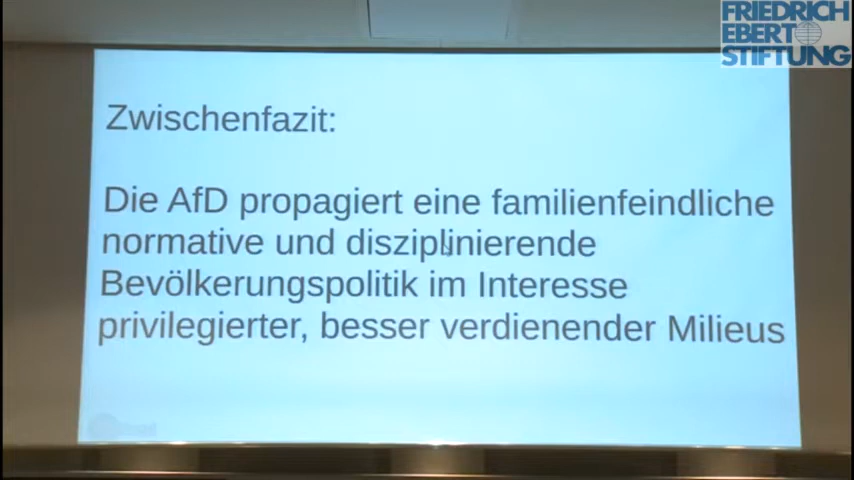 FRIEDRICH
EBERT
STIFTUNG
Zwischenfazit:
Die AfD propagiert eine familienfeindliche
normative und disziplinierende
Bevölkerungspolitik im Interesse
privilegierter, besser verdienender Milieus